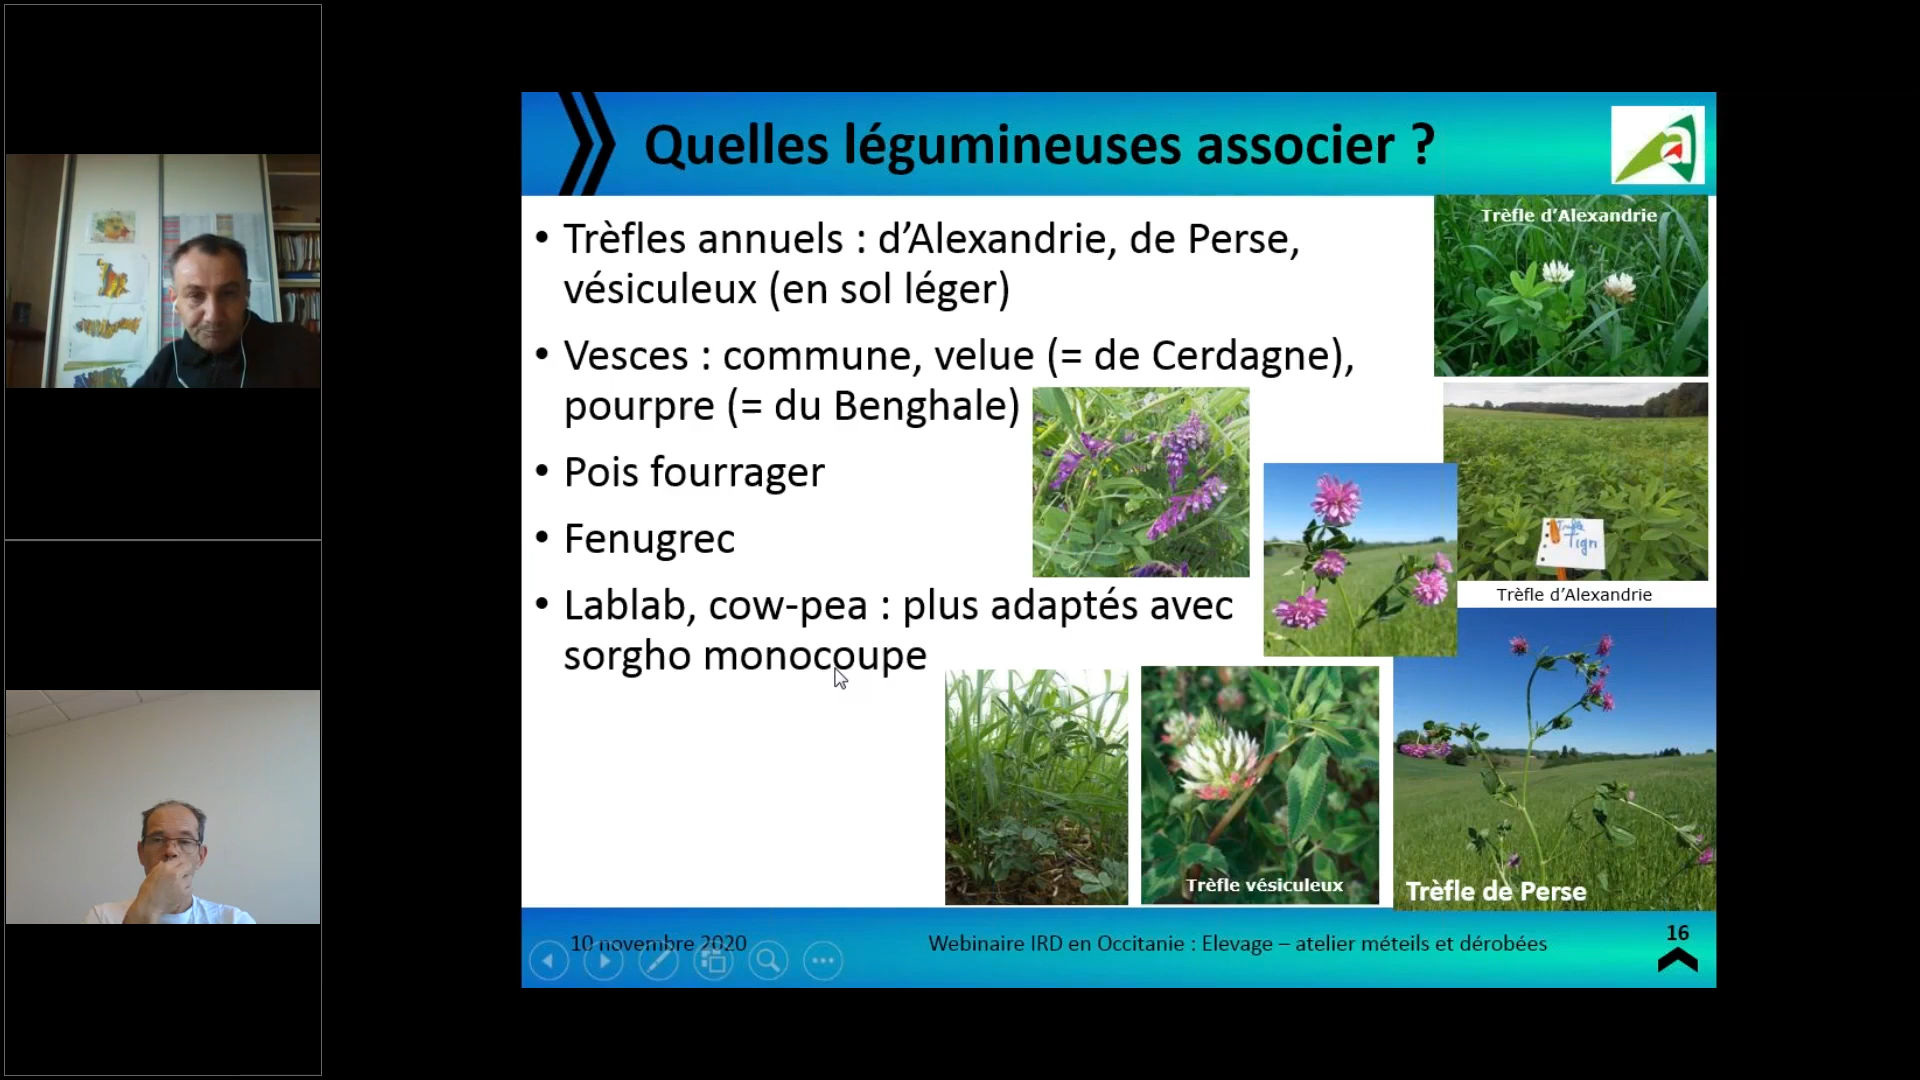 Quelles légumineuses associer ?
• Trèfles annuels : d’Alexandrie, de Perse,
vésiculeux (en sol léger)
• Vesces : commune, velue (= de Cerdagne),
pourpre (= du Benghale)
• Pois fourrager
• Fenugrec
• Lablab, cow-pea : plus adaptés avec
sorgho monocoupe
Trèfle d’Alexandrie
Trèfle d’Alexandrie
Trèfle vésiculeux
Trèfle de Perse
10 novembre 2020
Webinaire IRD en Occitanie : Elevage – atelier méteils et dérobées
16